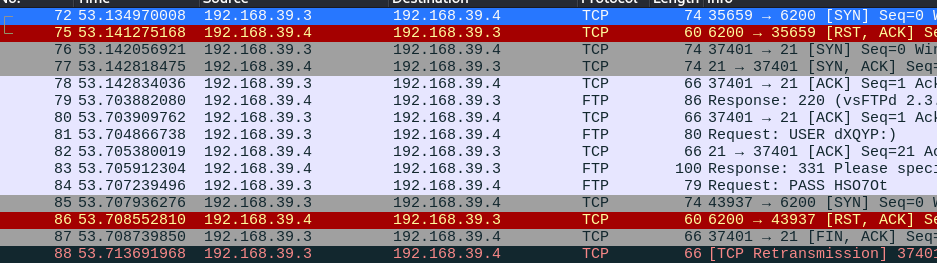 No. Time Source Destination Protocol Length Info
72 53.134970008 192.168.39.3 192.168.39.4 TCP 74 35659 → 6200 [SYN] Seq=0 W
75 53.141275168 192.168.39.4 192.168.39.3 TCP 60 6200 → 35659 [RST, ACK] Se
76 53.142056921 192.168.39.3 192.168.39.4 TCP 74 37401 → 21 [SYN] Seq=0 Win
77 53.142818475 192.168.39.4 192.168.39.3 TCP 74 21 → 37401 [SYN, ACK] Seq=
78 53.142834036 192.168.39.3 192.168.39.4 TCP 66 37401 → 21 [ACK] Seq=1 Ack
79 53.703882080 192.168.39.4 192.168.39.3 FTP 86 Response: 220 (vsFTPd 2.3.
80 53.703909762 192.168.39.3 192.168.39.4 TCP 66 37401 → 21 [ACK] Seq=1 Ack
81 53.704866738 192.168.39.3 192.168.39.4 FTP 80 Request: USER dXQYP:)
82 53.705380019 192.168.39.4 192.168.39.3 TCP 66 21 → 37401 [ACK] Seq=21 A
83 53.705912304 192.168.39.4 192.168.39.3 FTP 100 Response: 331 Please speci
84 53.707239496 192.168.39.3 192.168.39.4 FTP 79 Request: PASS HSO7Ot
85 53.707936276 192.168.39.3 192.168.39.4 TCP 74 43937 → 6200 [SYN] Seq=0 W
86 53.708552810 192.168.39.4 192.168.39.3 TCP 60 6200 → 43937 [RST, ACK] Se
87 53.708739850 192.168.39.3 192.168.39.4 TCP 66 37401 → 21 [FIN, ACK] Seq=
88 53.713691968 192.168.39.3 192.168.39.4 TCP 66 [TCP Retransmission] 37401